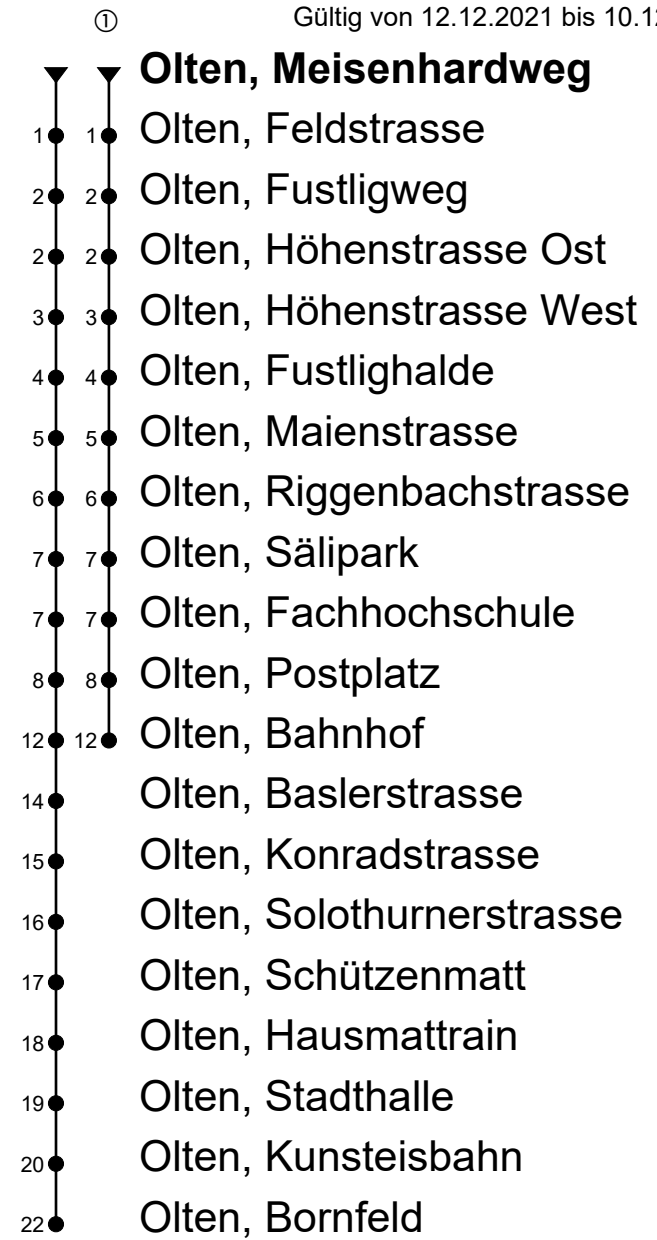 ① Gültig von 12.12.2021 bis 10.12
Olten, Meisenhardweg
1 1 Olten, Feldstrasse
2 2 Olten, Fustligweg
2 2 Olten, Höhenstrasse Ost
3 3 Olten, Höhenstrasse West
4 4 Olten, Fustlighalde
5 5 Olten, Maienstrasse
6 6 Olten, Riggenbachstrasse
7 7 Olten, Sälipark
7 7 Olten, Fachhochschule
8 8 Olten, Postplatz
12 12 Olten, Bahnhof
14 Olten, Baslerstrasse
15 Olten, Konradstrasse
16 Olten, Solothurnerstrasse
17 Olten, Schützenmatt
18 Olten, Hausmattrain
19 Olten, Stadthalle
20 Olten, Kunsteisbahn
22 Olten, Bornfeld